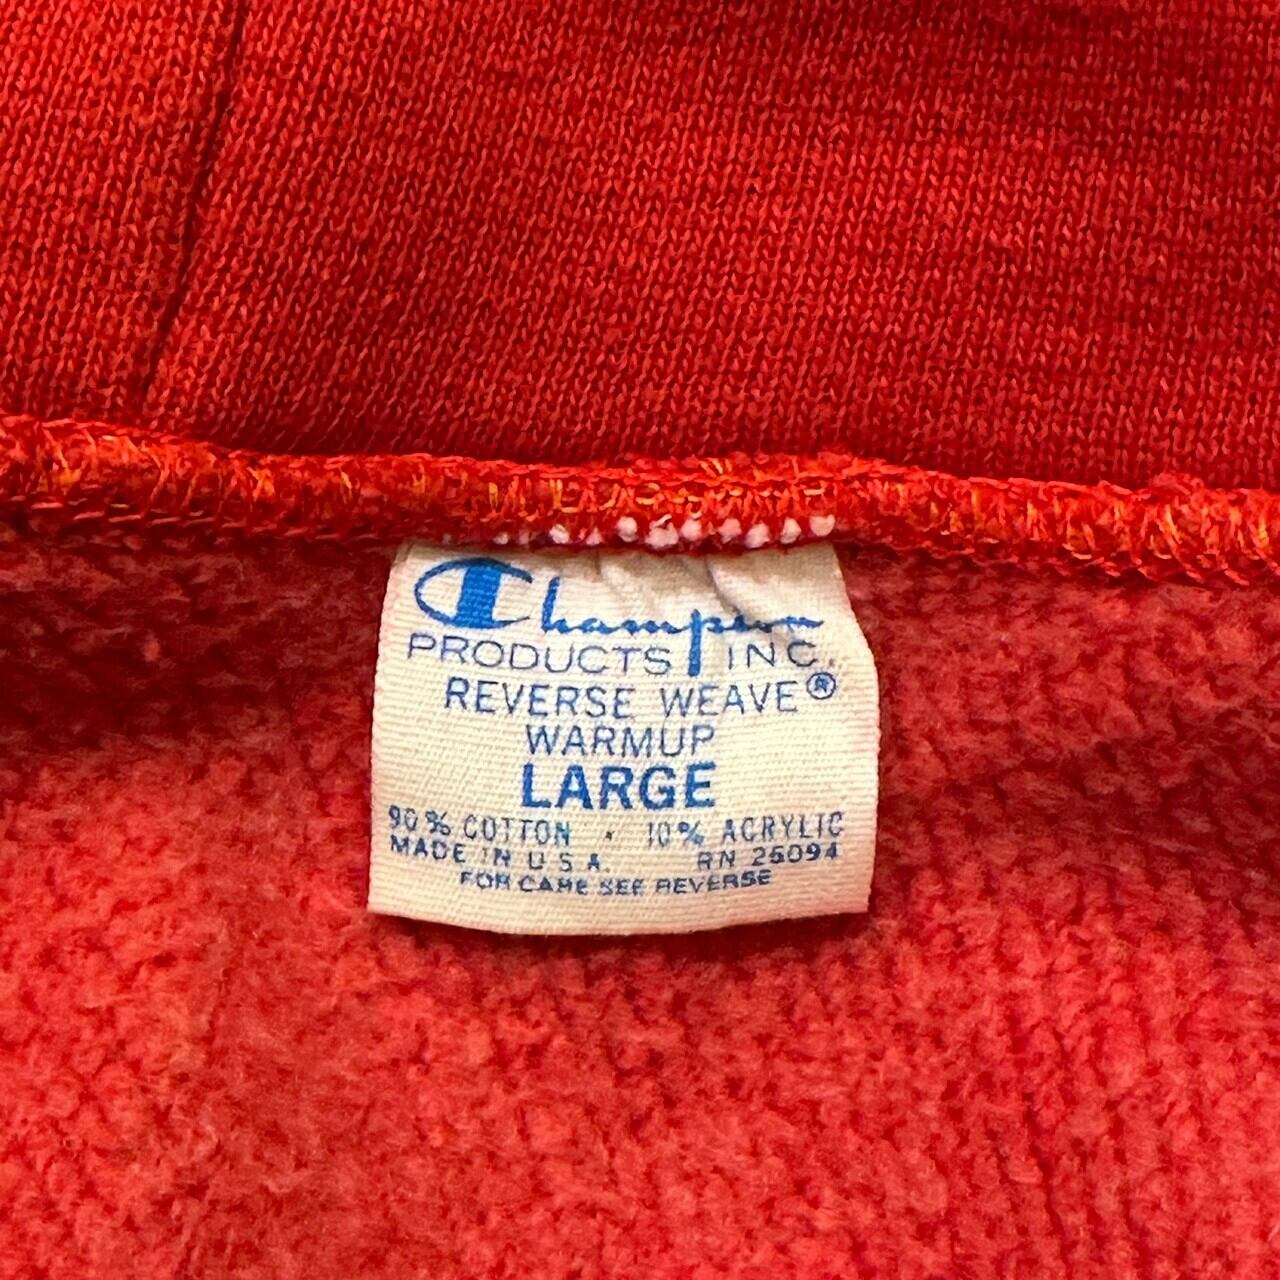 Champion
PRODUCTS INC.
REVERSE WEAVE®
WARMUP
LARGE
90% COTTON · 10% ACRYLIC
MADE IN U.S.A. RN 26094
FOR CARE SEE REVERSE